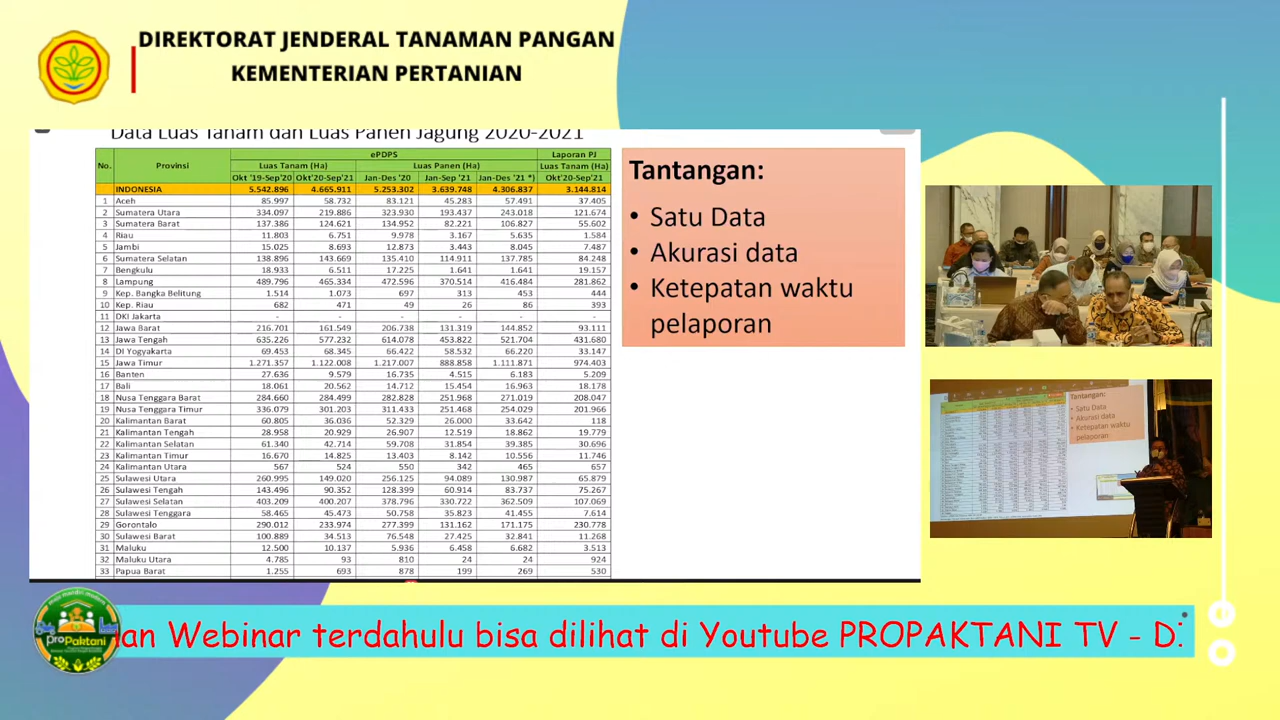 DIREKTORAT JENDERAL TANAMAN PANGAN
KEMENTERIAN PERTANIAN
Data Luas Tanam dan Luas Panen Jagung 2020-2021
No. Provinsi ePDPS Laporan PJ
Luas Tanam (Ha) Luas Panen (Ha) Luas Tanam (Ha)
Okt '19-Sep'20 Okt'20-Sep'21 Jan-Des '20 Jan-Sep '21 Jan-Des '21 *) Okt'20-Sep'21
INDONESIA 5.542.896 4.665.911 5.253.302 3.639.748 4.306.837 3.144.814
1 Aceh 85.997 58.732 83.121 45.283 57.491 37.405
2 Sumatera Utara 334.097 219.886 323.930 193.437 243.018 121.674
3 Sumatera Barat 137.386 124.621 134.952 82.221 106.827 55.602
4 Riau 11.803 6.751 9.978 3.167 5.635 1.584
5 Jambi 15.025 8.693 12.873 3.443 8.045 7.487
6 Sumatera Selatan 138.896 143.669 135.410 114.911 137.785 84.248
7 Bengkulu 18.933 6.511 17.225 1.641 1.641 19.157
8 Lampung 489.796 465.334 472.596 370.514 416.484 281.862
9 Kep. Bangka Belitung 1.514 1.073 697 313 453 444
10 Kep. Riau 682 471 49 26 86 393
11 DKI Jakarta - - - - - -
12 Jawa Barat 216.701 161.549 206.738 131.319 144.852 93.111
13 Jawa Tengah 635.226 577.232 614.078 453.822 521.704 431.680
14 DI Yogyakarta 69.453 68.345 66.422 58.532 66.220 33.147
15 Jawa Timur 1.271.357 1.122.008 1.217.007 888.858 1.111.871 974.403
16 Banten 27.636 9.579 16.735 4.515 6.183 5.209
17 Bali 18.061 20.562 14.712 15.454 16.963 18.178
18 Nusa Tenggara Barat 284.660 284.499 282.828 251.968 271.019 208.047
19 Nusa Tenggara Timur 336.079 301.203 311.433 251.468 254.029 201.966
20 Kalimantan Barat 60.805 36.036 52.329 26.000 33.642 118
21 Kalimantan Tengah 28.958 20.929 26.907 12.519 18.862 19.779
22 Kalimantan Selatan 61.340 42.714 59.708 31.854 39.385 30.696
23 Kalimantan Timur 16.670 14.825 13.403 8.142 10.556 11.746
24 Kalimantan Utara 567 524 550 342 465 657
25 Sulawesi Utara 260.995 149.020 256.125 94.089 130.987 65.879
26 Sulawesi Tengah 143.496 90.352 128.399 60.914 83.737 75.267
27 Sulawesi Selatan 403.209 400.207 378.796 330.722 362.509 107.069
28 Sulawesi Tenggara 58.465 45.473 50.758 35.823 41.455 7.614
29 Gorontalo 290.012 233.974 277.399 131.162 171.175 230.778
30 Sulawesi Barat 100.889 34.513 76.548 27.425 32.841 11.268
31 Maluku 12.500 10.137 5.936 6.458 6.682 3.513
32 Maluku Utara 4.785 93 810 24 24 924
33 Papua Barat 1.255 693 878 199 269 530
Tantangan:
• Satu Data
• Akurasi data
• Ketepatan waktu
pelaporan
Tantangan:
• Satu Data
• Akurasi data
• Ketepatan waktu
pelaporan
proPaktani
an Webinar terdahulu bisa dilihat di Youtube PROPAKTANI TV - D